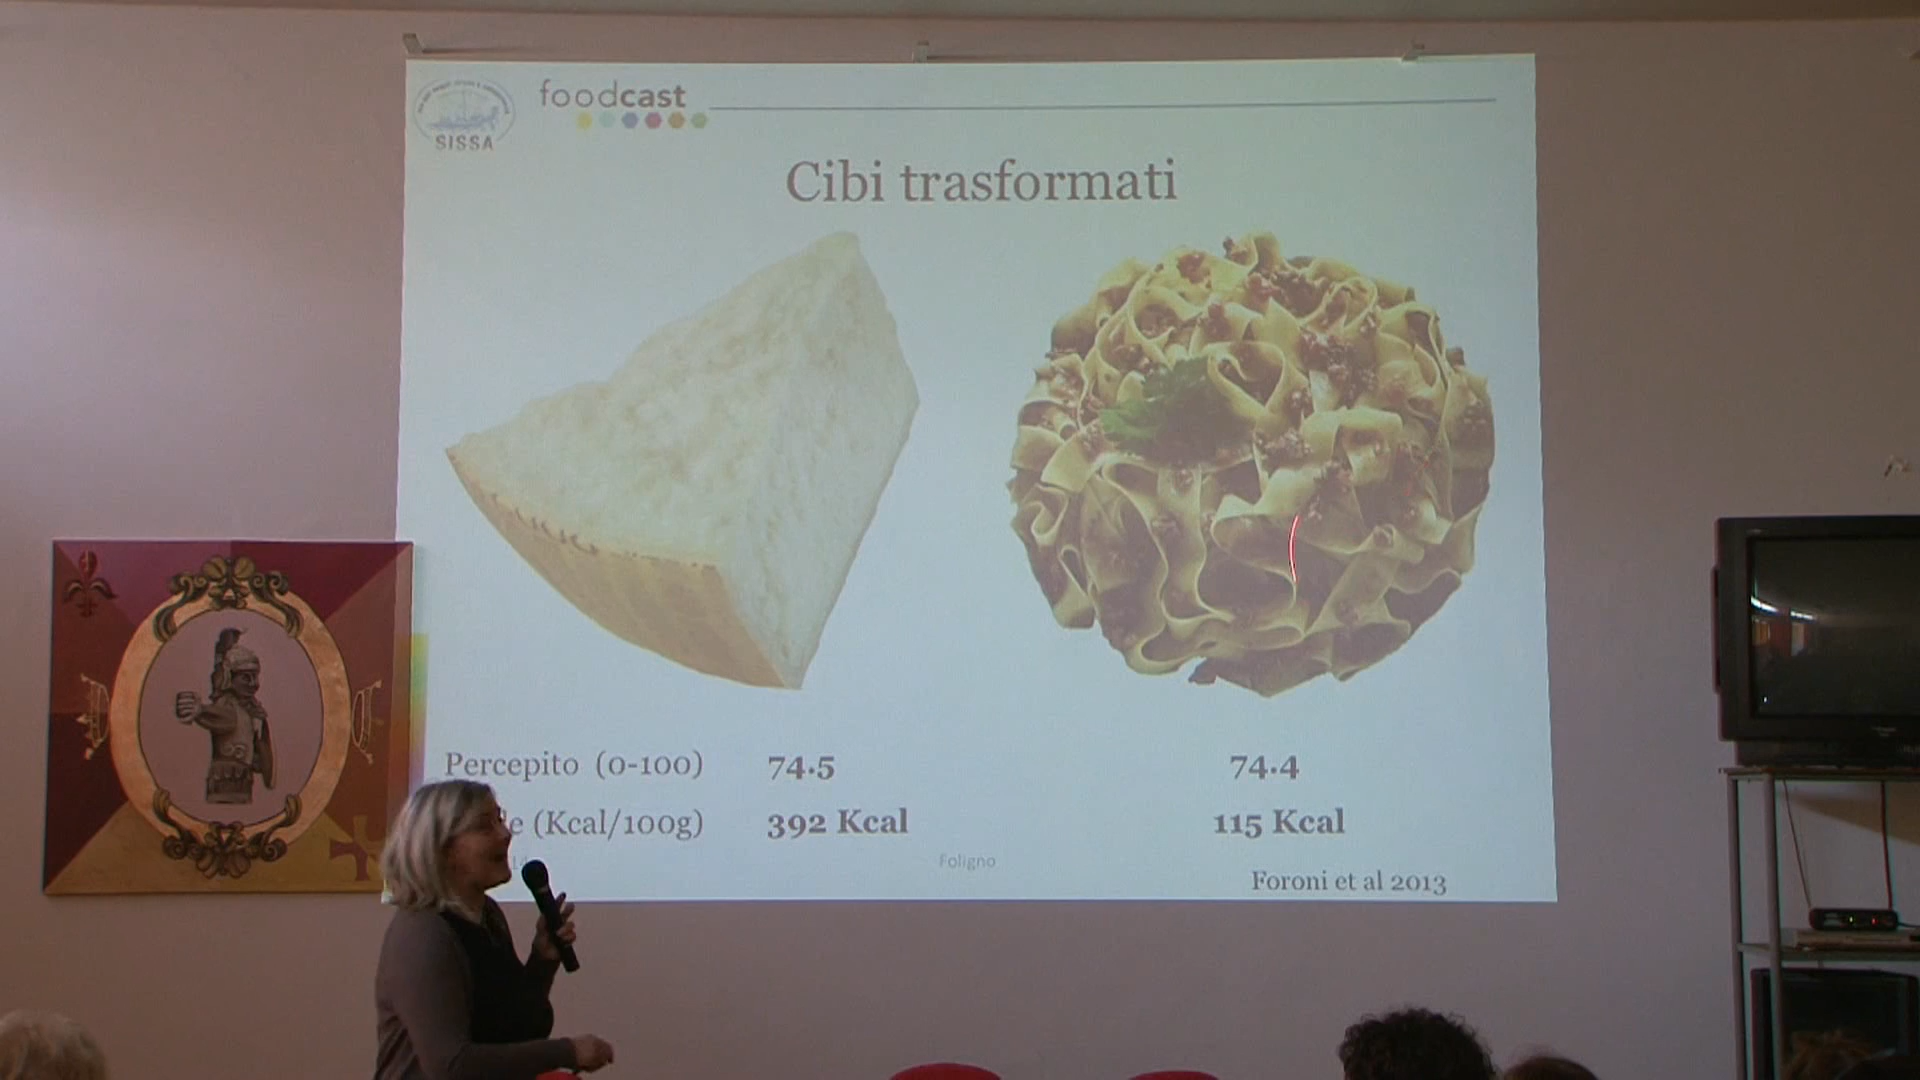 foodcast
SISSA
Cibi trasformati
Percepito (0-100) 74.5 74.4
e (Kcal/100g) 392 Kcal 115 Kcal
Foligno
Foroni et al 2013